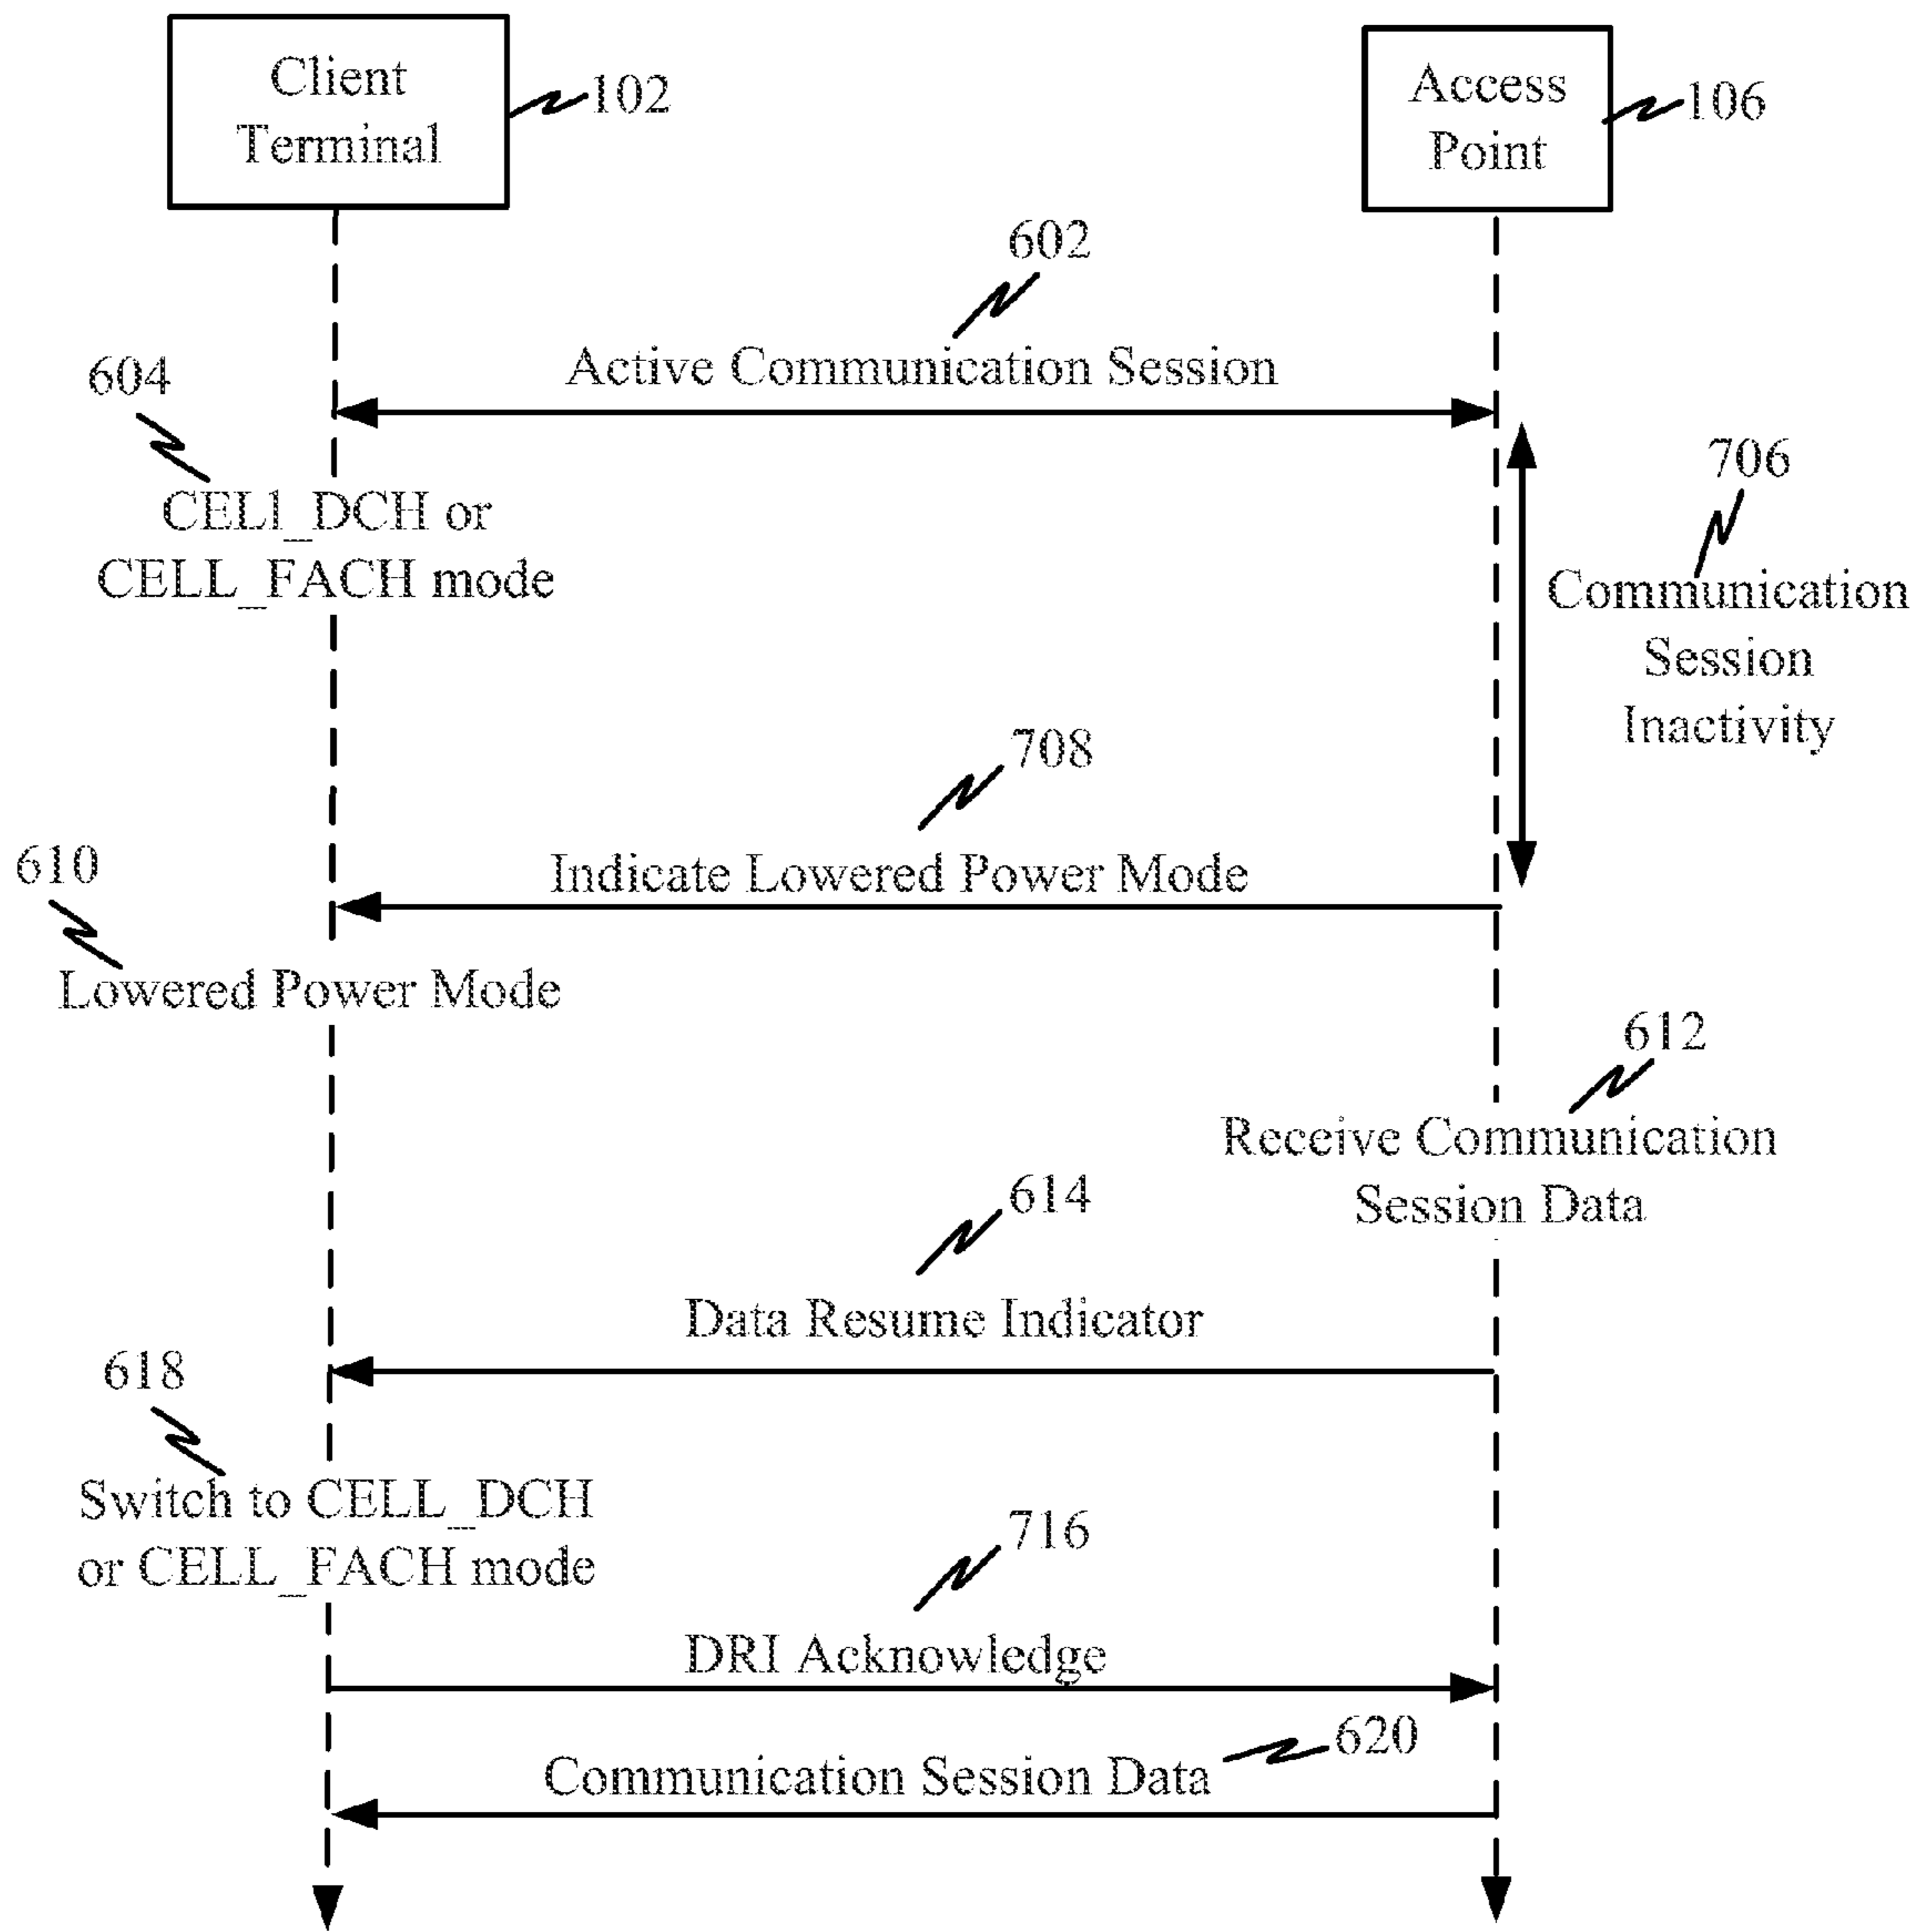 Client
Terminal
102
Access
Point
106
602
Active Communication Session
604
CEL1_DCH or
CELL_FACH mode
706
Communication
Session
Inactivity
708
Indicate Lowered Power Mode
610
Lowered Power Mode
612
Receive Communication
Session Data
614
Data Resume Indicator
618
Switch to CELL_DCH
or CELL_FACH mode
716
DRI Acknowledge
620
Communication Session Data